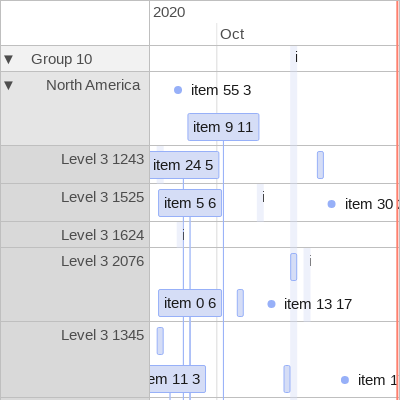 2020
Oct
▼ Group 10
i
▼ North America
item 55 3
item 9 11
Level 3 1243
item 24 5
Level 3 1525
item 5 6
i
item 30
Level 3 1624
i
Level 3 2076
i
item 0 6
item 13 17
Level 3 1345
em 11 3
item 1